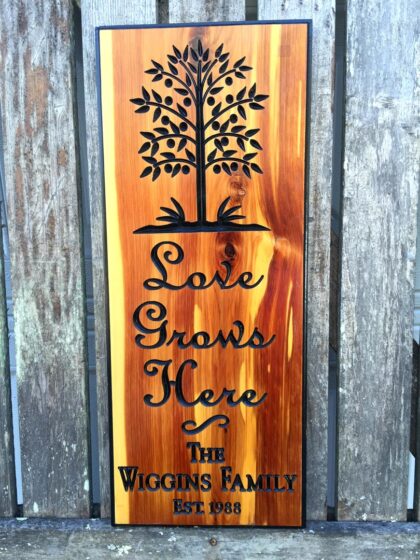 Love
Grows
Here
The
Wiggins Family
Est. 1988